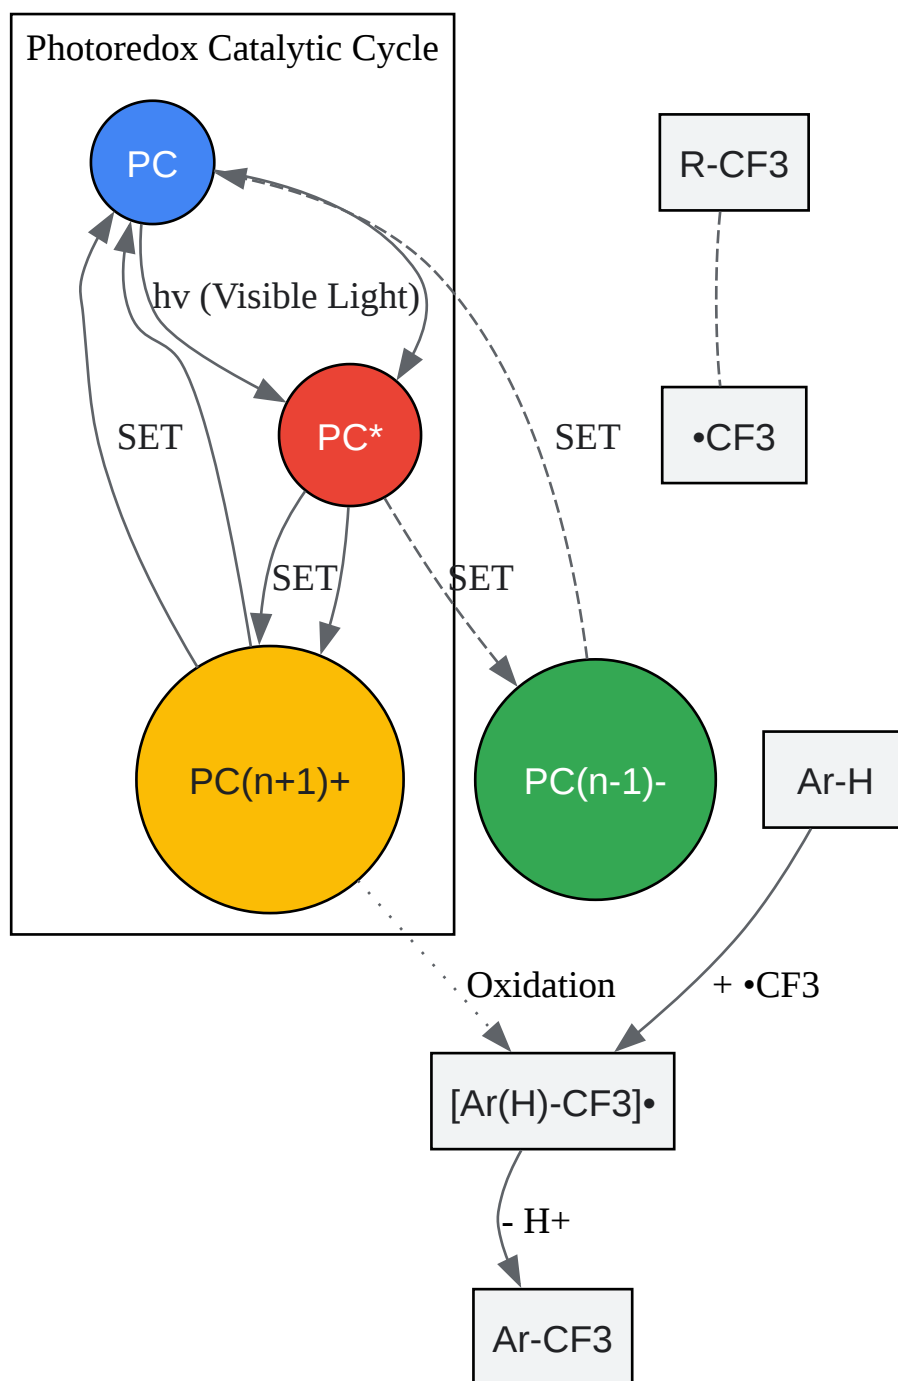 Photoredox Catalytic Cycle
PC
R-CF3
hv (Visible Light)
SET
PC*
SET
•CF3
SET
SET
PC(n+1)+
PC(n-1)-
Ar-H
Oxidation
+ •CF3
[Ar(H)-CF3]•
- H+
Ar-CF3